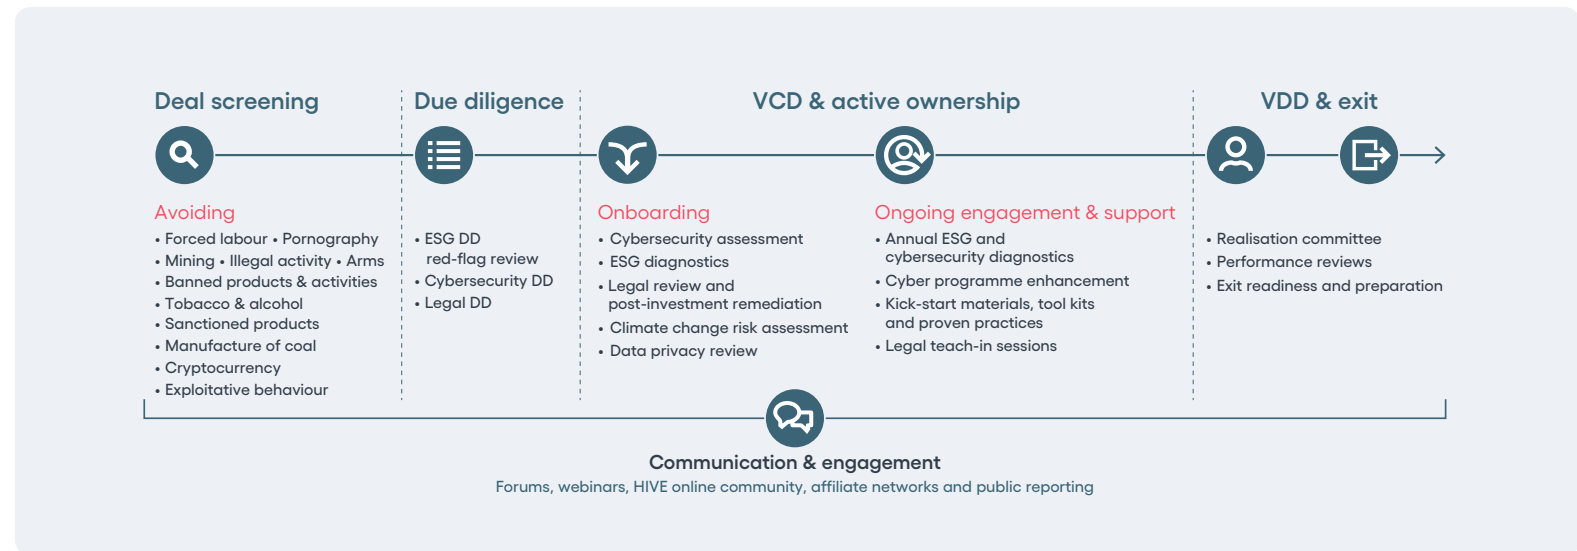 Deal screening
Avoiding
• Forced labour • Pornography
• Mining • Illegal activity • Arms
• Banned products & activities
• Tobacco & alcohol
• Sanctioned products
• Manufacture of coal
• Cryptocurrency
• Exploitative behaviour
Due diligence
• ESG DD
red-flag review
• Cybersecurity DD
• Legal DD
VCD & active ownership
Onboarding
• Cybersecurity assessment
• ESG diagnostics
• Legal review and
post-investment remediation
• Climate change risk assessment
• Data privacy review
Ongoing engagement & support
• Annual ESG and
cybersecurity diagnostics
• Cyber programme enhancement
• Kick-start materials, tool kits
and proven practices
• Legal teach-in sessions
VDD & exit
• Realisation committee
• Performance reviews
• Exit readiness and preparation
Communication & engagement
Forums, webinars, HIVE online community, affiliate networks and public reporting